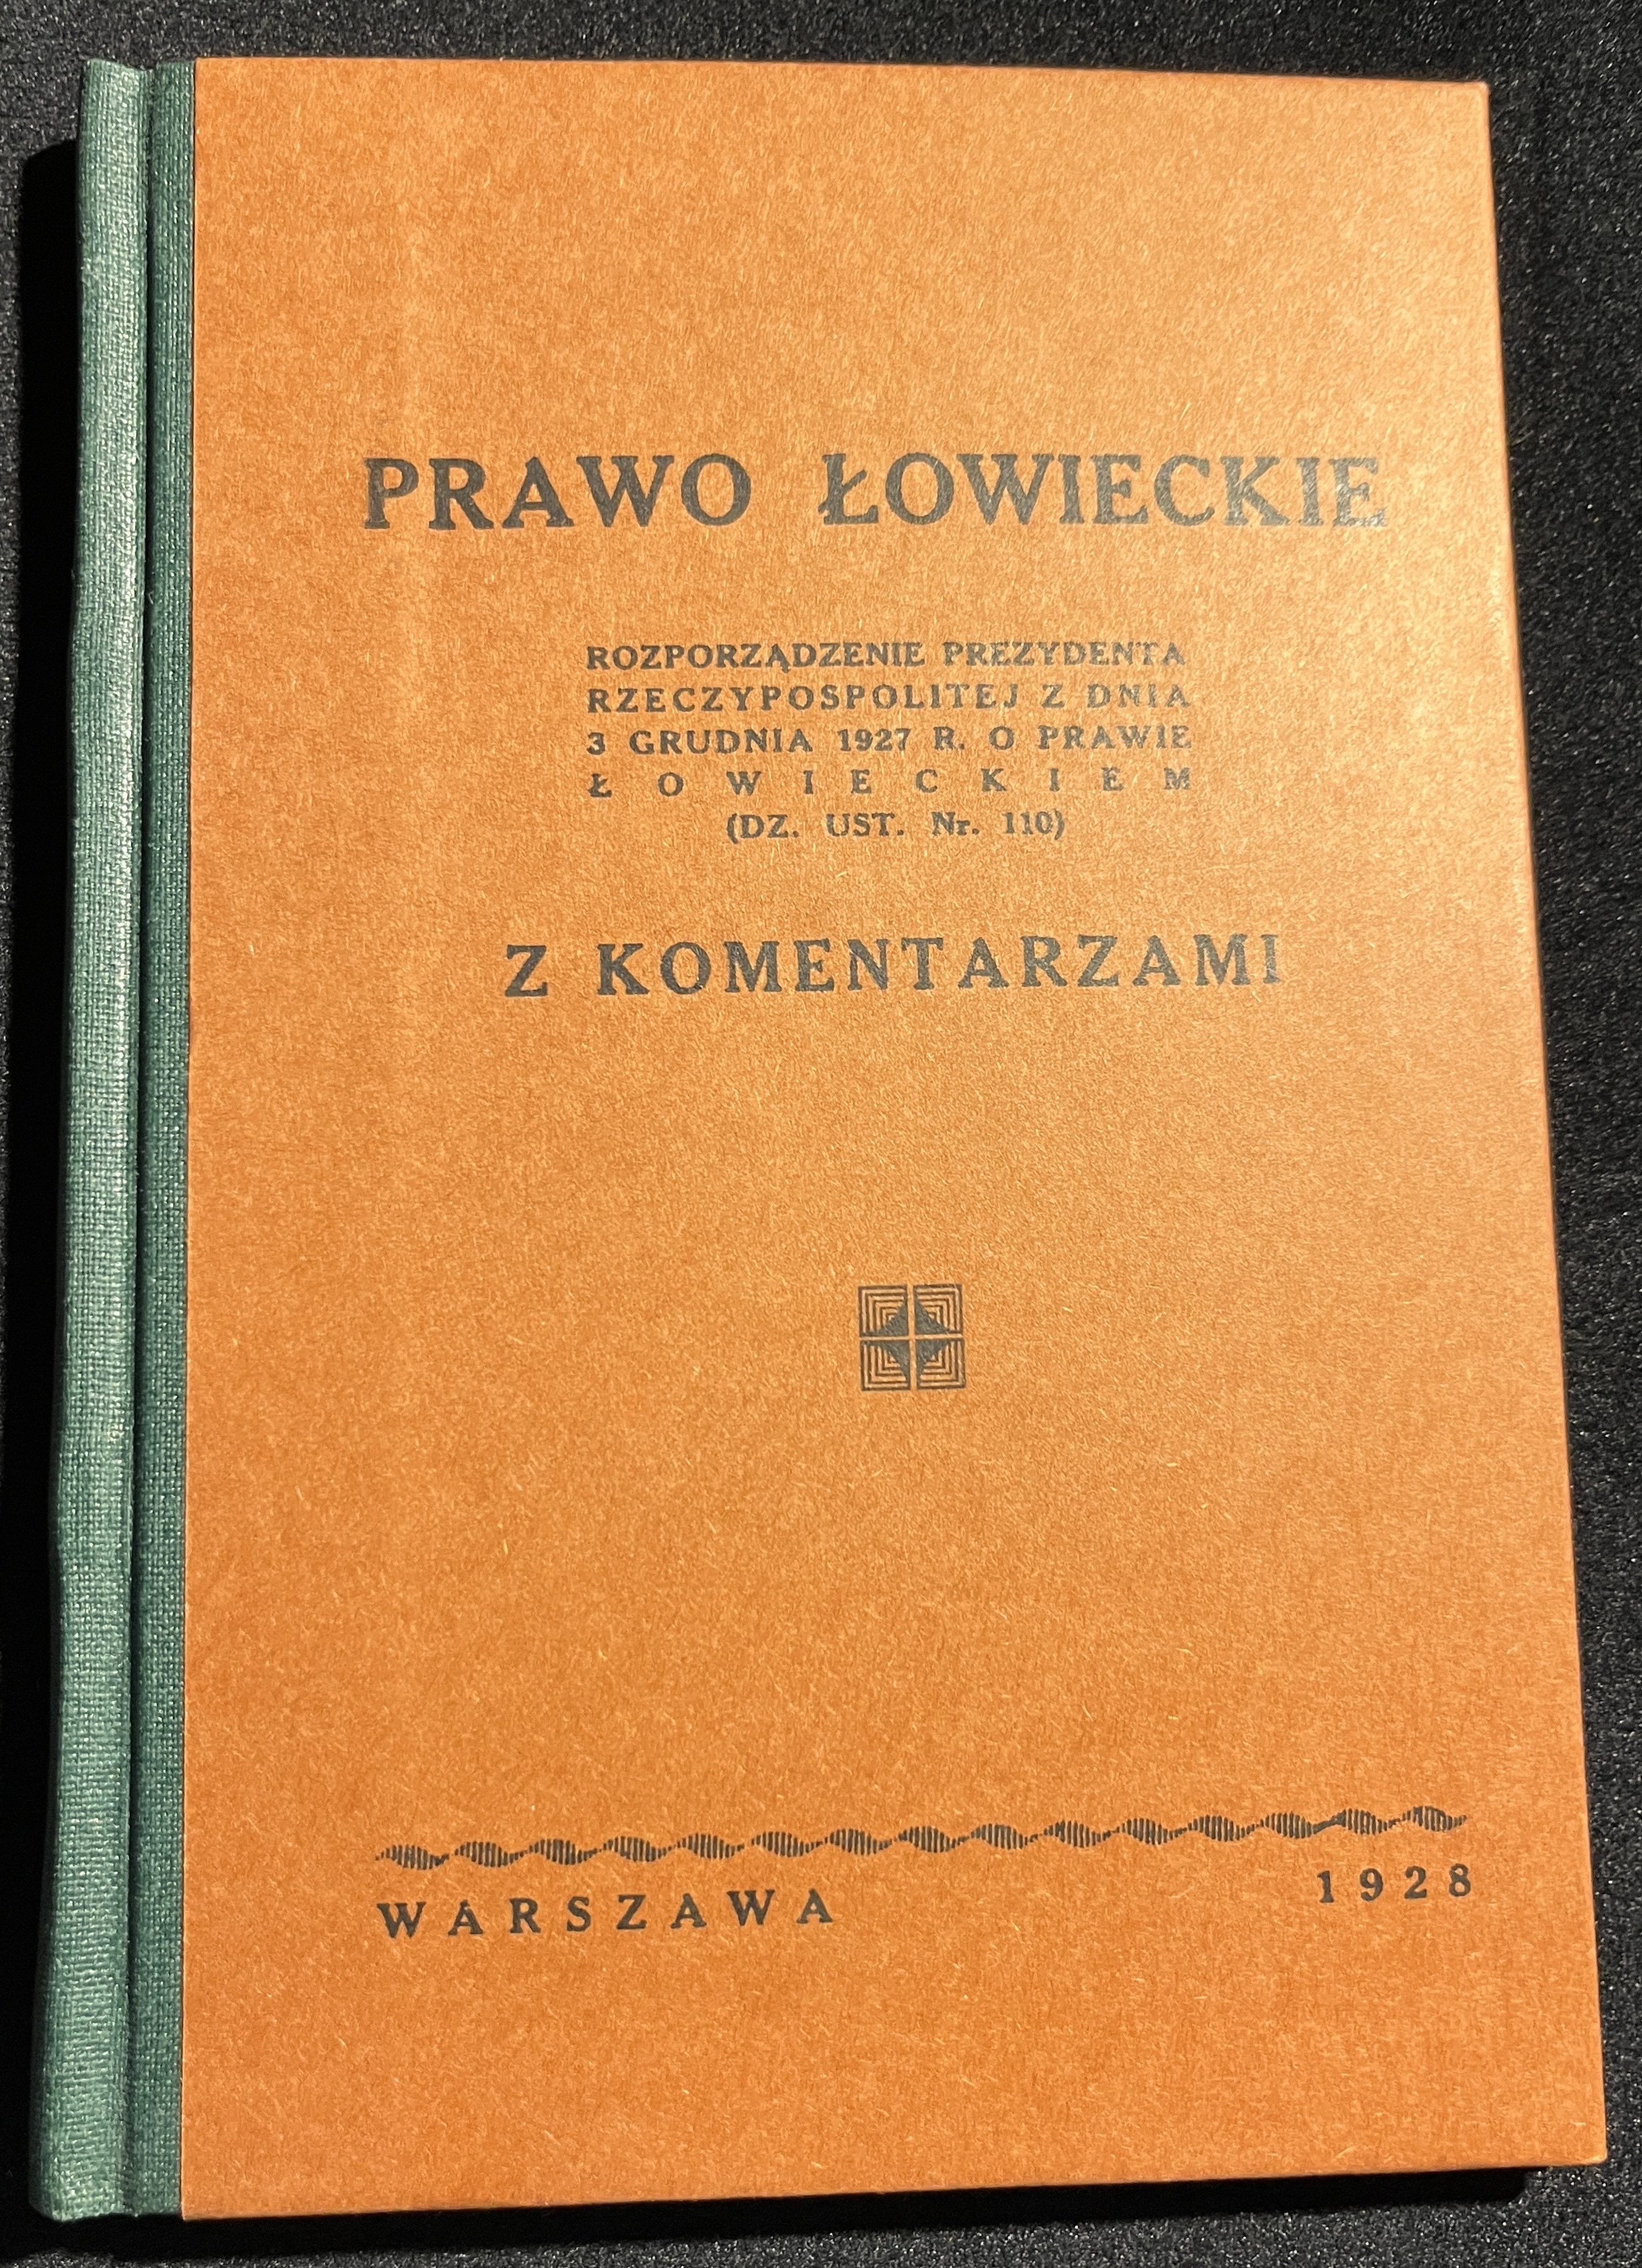 PRAWO ŁOWIECKIE
ROZPORZĄDZENIE PREZYDENTA
RZECZYPOSPOLITEJ Z DNIA
3 GRUDNIA 1927 R. O PRAWIE
ŁOWIECKIEM
(DZ. UST. Nr. 110)
Z KOMENTARZAMI
WARSZAWA 1928